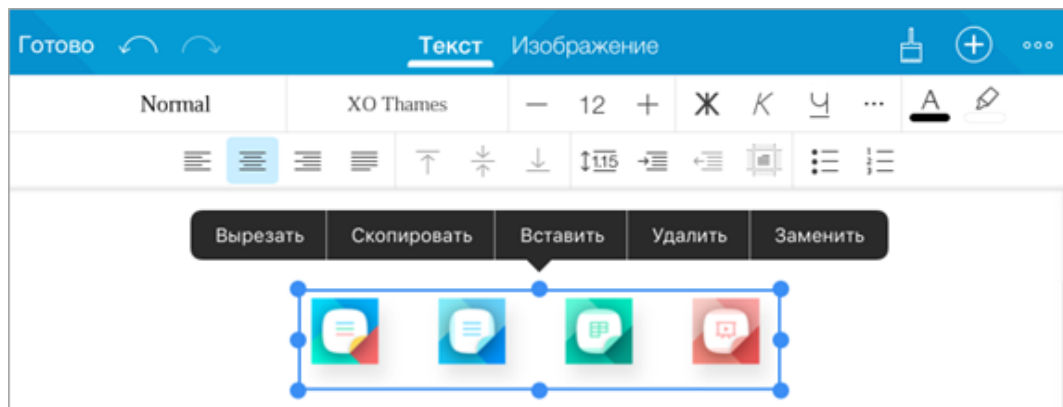 Готово Текст Изображение
Normal XO Thames — 12 + Ж К Ч ... А
1.15
Вырезать Скопировать Вставить Удалить Заменить